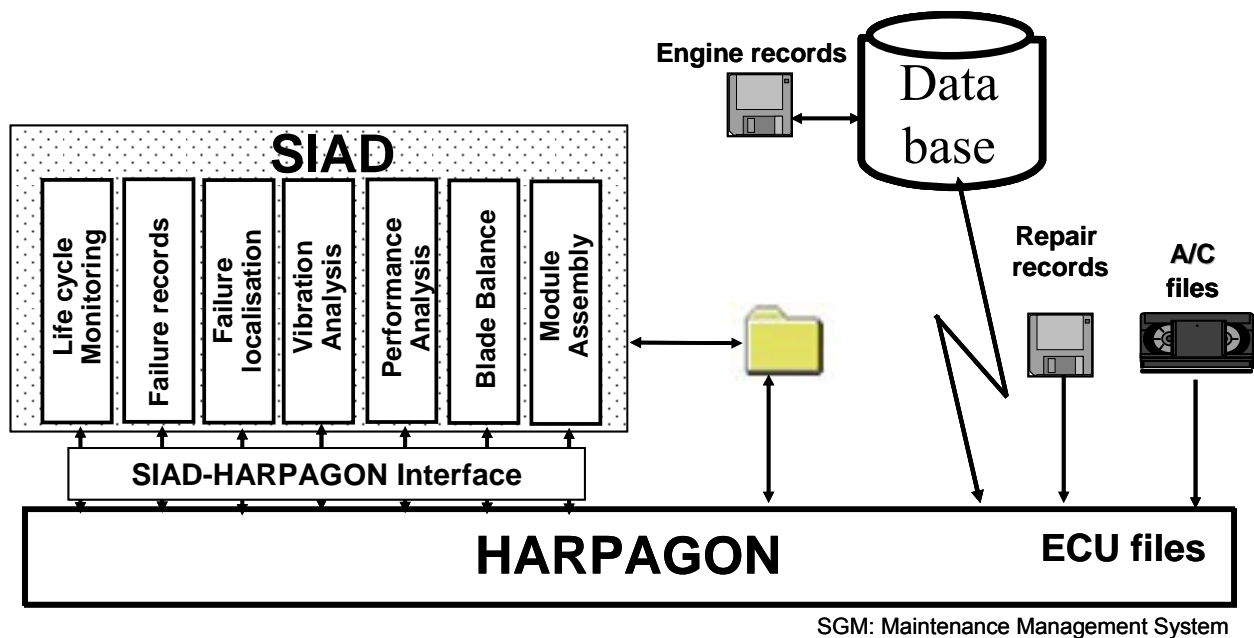 Engine records
Data
base
SIAD
Life cycle
Monitoring
Failure records
Failure
localisation
Vibration
Analysis
Performance
Analysis
Blade Balance
Module
Assembly
Repair
records
A/C
files
SIAD-HARPAGON Interface
HARPAGON
ECU files
SGM: Maintenance Management System